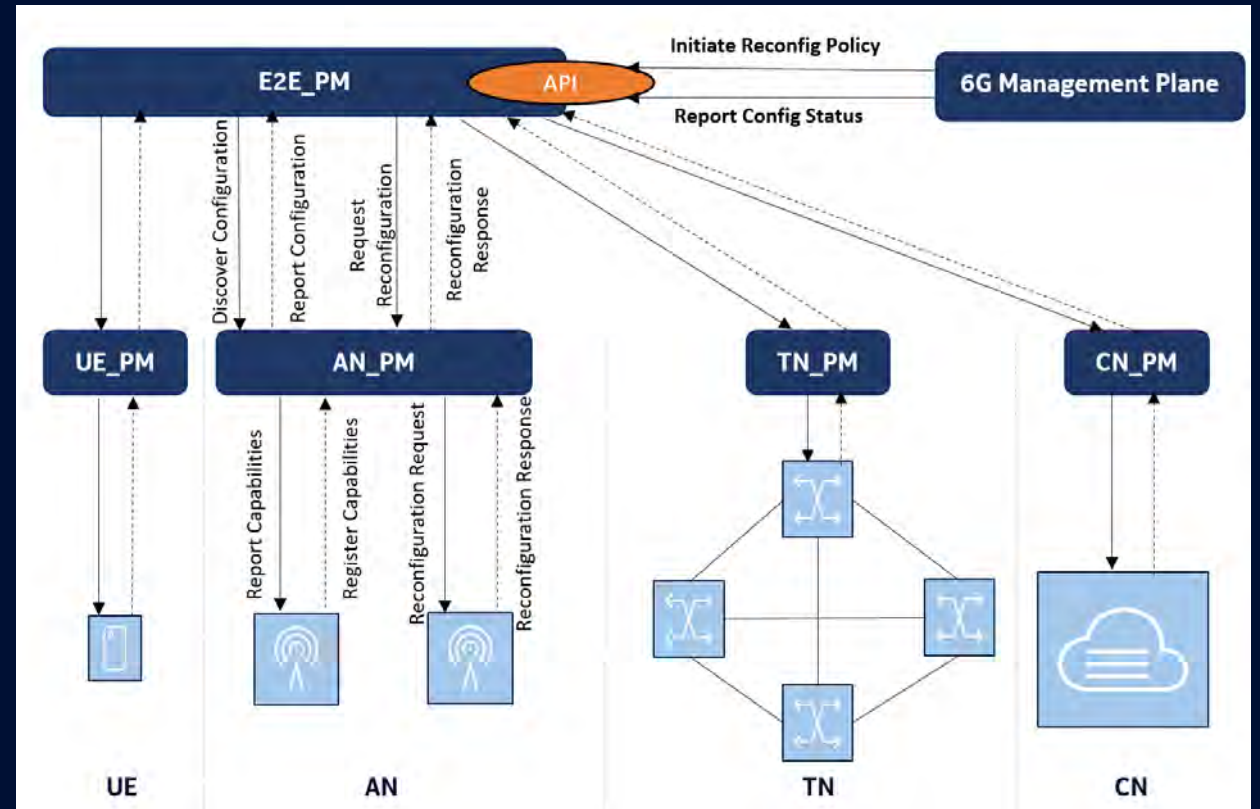 Initiate Reconfig Policy
E2E_PM
API
6G Management Plane
Report Config Status
Discover Configuration
Report Configuration
Request
Reconfiguration
Reconfiguration
Response
UE_PM
AN_PM
TN_PM
CN_PM
Report Capabilities
Register Capabilities
Reconfiguration Request
Reconfiguration Response
UE
AN
TN
CN